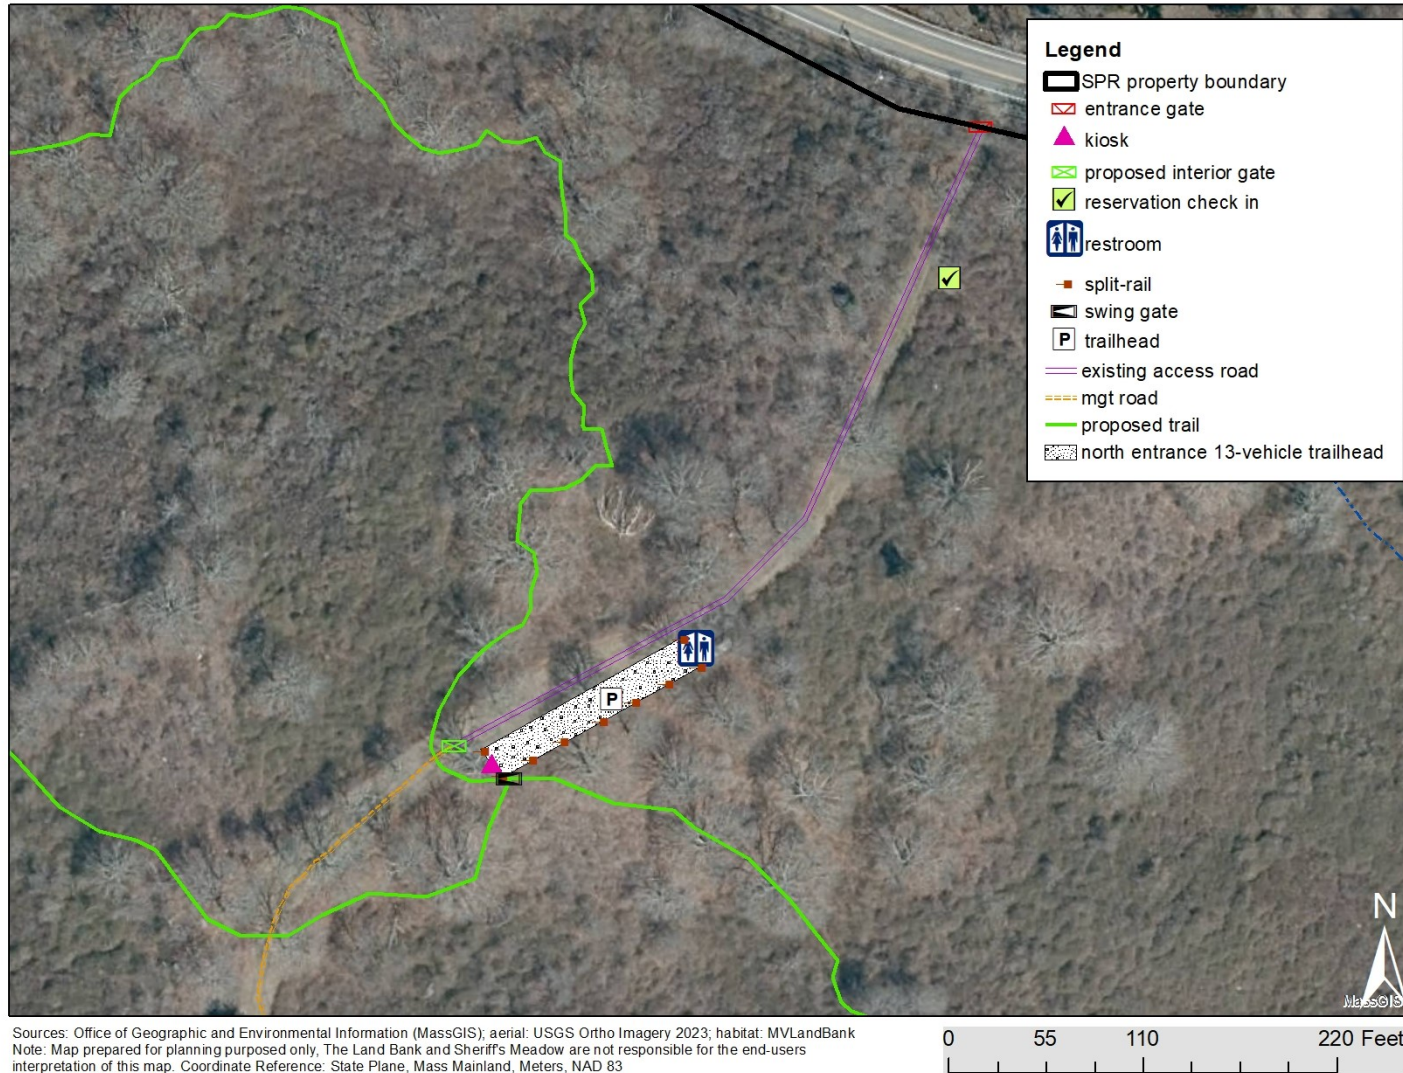 Legend
SPR property boundary
entrance gate
kiosk
proposed interior gate
reservation check in
restroom
split-rail
swing gate
P trailhead
existing access road
mgt road
proposed trail
north entrance 13-vehicle trailhead
P
N
MassGIS
Sources: Office of Geographic and Environmental Information (MassGIS); aerial: USGS Ortho Imagery 2023; habitat: MVLandBank
Note: Map prepared for planning purposed only, The Land Bank and Sheriff's Meadow are not responsible for the end-users
interpretation of this map. Coordinate Reference: State Plane, Mass Mainland, Meters, NAD 83
0 55 110 220 Feet